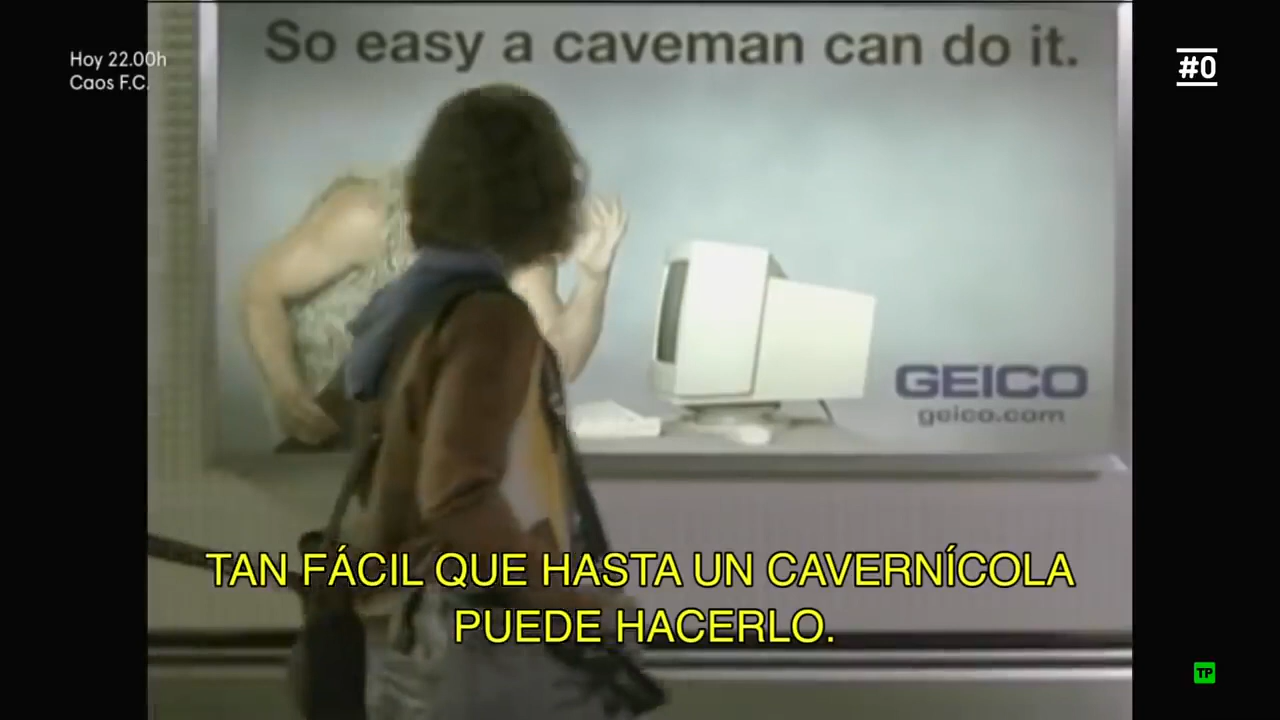 So easy a caveman can do it.
Hoy 22.00h
Caos F.C.
#0
GEICO
geico.com
TAN FÁCIL QUE HASTA UN CAVERNÍCOLA
PUEDE HACERLO.
TP